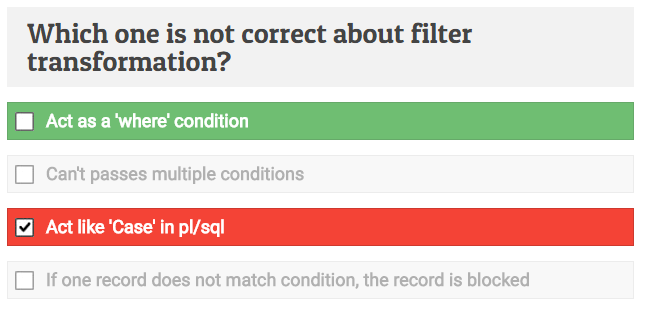 Which one is not correct about filter
transformation?
Act as a 'where' condition
Can't passes multiple conditions
Act like 'Case' in pl/sql
If one record does not match condition, the record is blocked